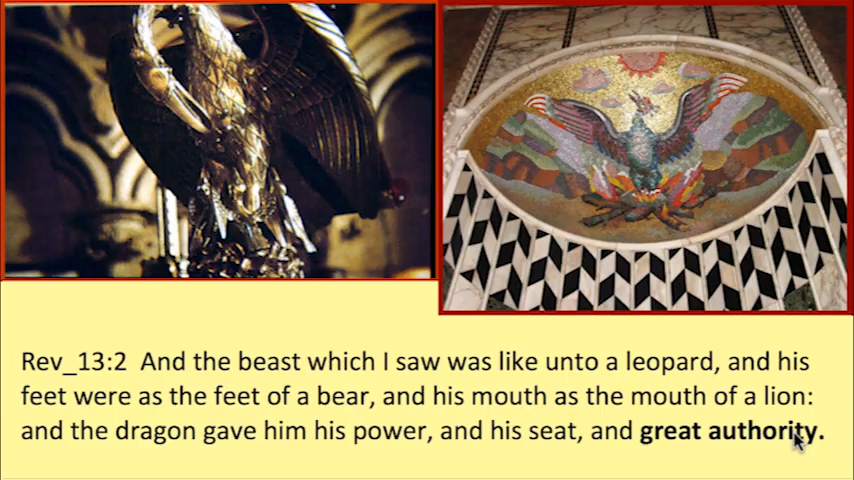 Rev_13:2 And the beast which I saw was like unto a leopard, and his
feet were as the feet of a bear, and his mouth as the mouth of a lion:
and the dragon gave him his power, and his seat, and great authority.